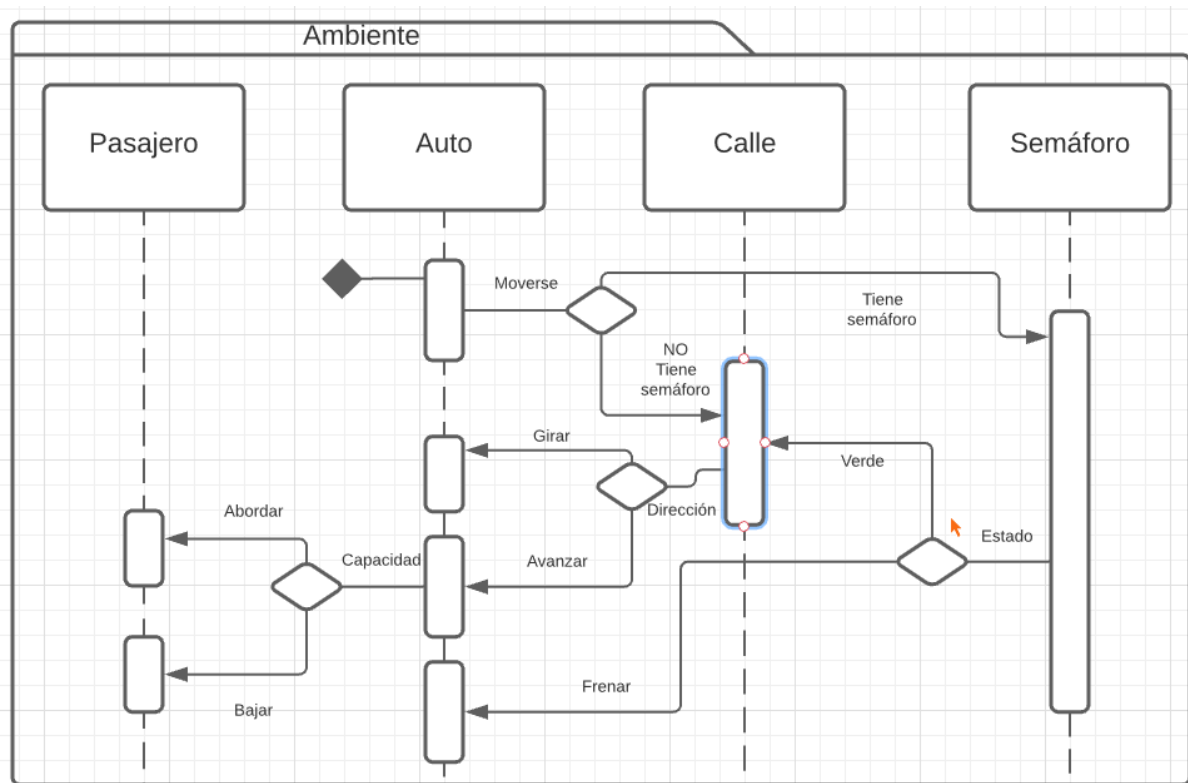 Ambiente
Pasajero
Auto
Calle
Semáforo
Moverse
Tiene
semáforo
NO
Tiene
semáforo
Girar
Verde
Dirección
Abordar
Estado
Capacidad
Avanzar
Frenar
Bajar